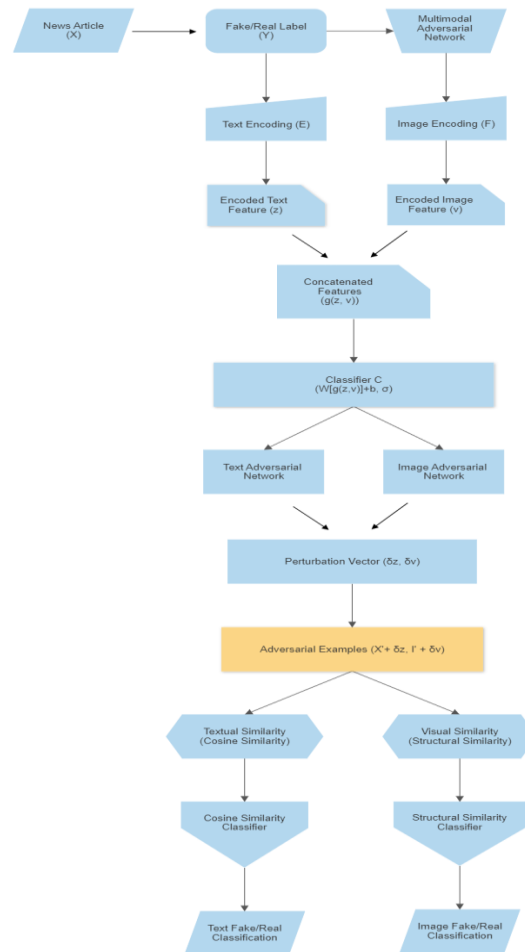 News Article
(X)
Fake/Real Label
(Y)
Multimodal
Adversarial
Network
Text Encoding (E)
Image Encoding (F)
Encoded Text
Feature (z)
Encoded Image
Feature (v)
Concatenated
Features
(g(z, v))
Classifier C
(W[g(z,v)]+b, σ)
Text Adversarial
Network
Image Adversarial
Network
Perturbation Vector (δz, δv)
Adversarial Examples (X'+ δz, I' + δv)
Textual Similarity
(Cosine Similarity)
Visual Similarity
(Structural Similarity)
Cosine Similarity
Classifier
Structural Similarity
Classifier
Text Fake/Real
Classification
Image Fake/Real
Classification